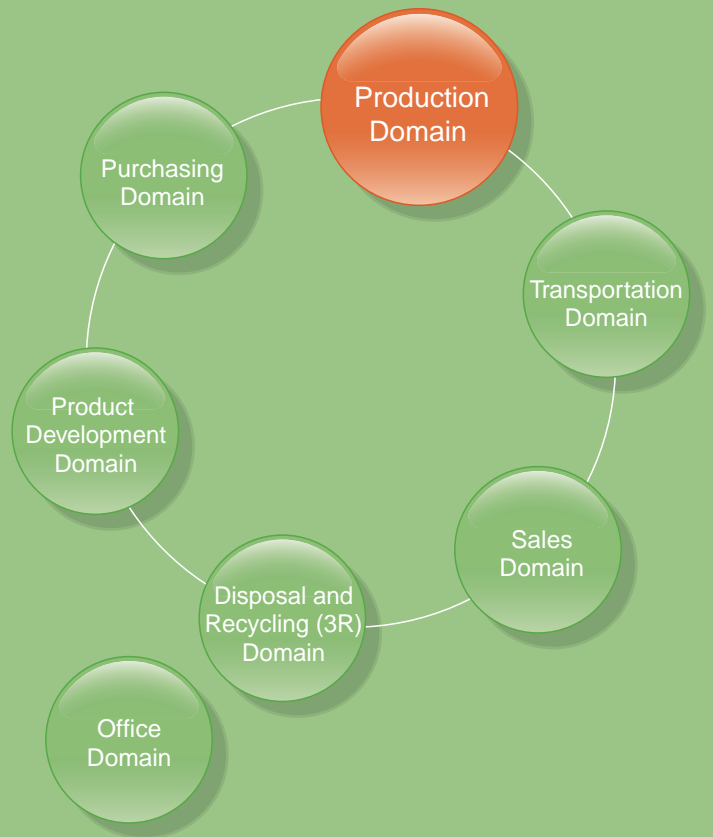 Production
Domain
Purchasing
Domain
Transportation
Domain
Product
Development
Domain
Sales
Domain
Disposal and
Recycling (3R)
Domain
Office
Domain